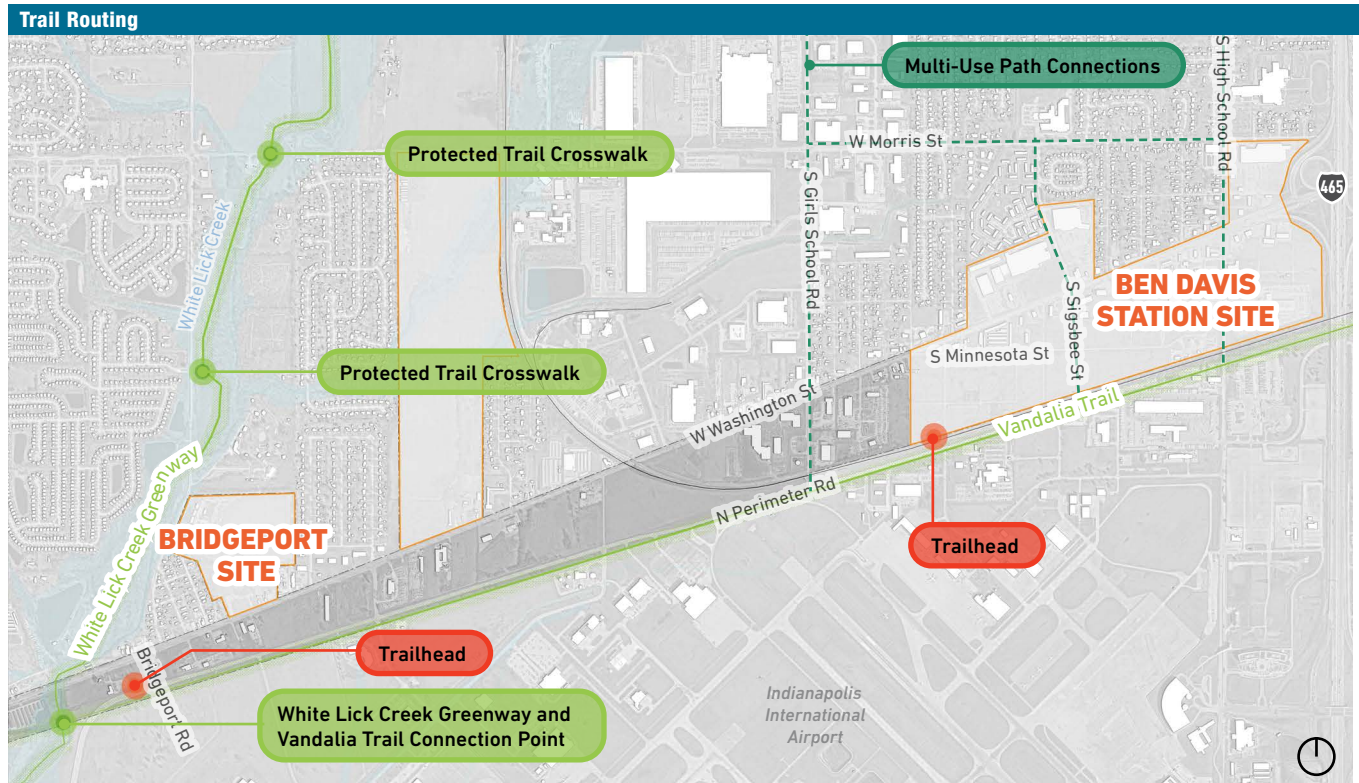 Trail Routing
Multi-Use Path Connections
S High School Rd
Protected Trail Crosswalk
W Morris St
465
S Girls School Rd
White Lick Creek
BEN DAVIS
STATION SITE
S Sigsbee St
S Minnesota St
Protected Trail Crosswalk
W Washington St
Vandalia Trail
White Lick Creek Greenway
N Perimeter Rd
BRIDGEPORT
SITE
Trailhead
Trailhead
Bridgeport Rd
White Lick Creek Greenway and
Vandalia Trail Connection Point
Indianapolis
International
Airport